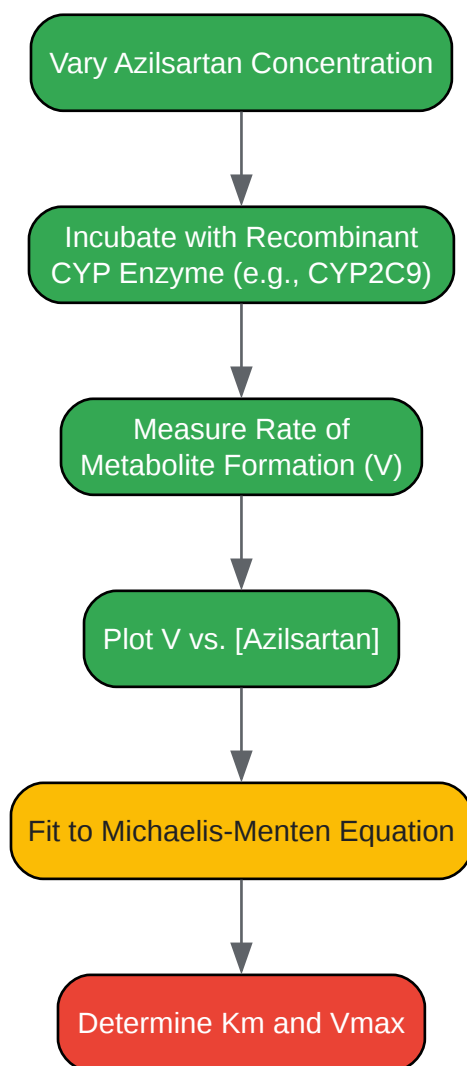 Vary Azilsartan Concentration
Incubate with Recombinant
CYP Enzyme (e.g., CYP2C9)
Measure Rate of
Metabolite Formation (V)
Plot V vs. [Azilsartan]
Fit to Michaelis-Menten Equation
Determine Km and Vmax